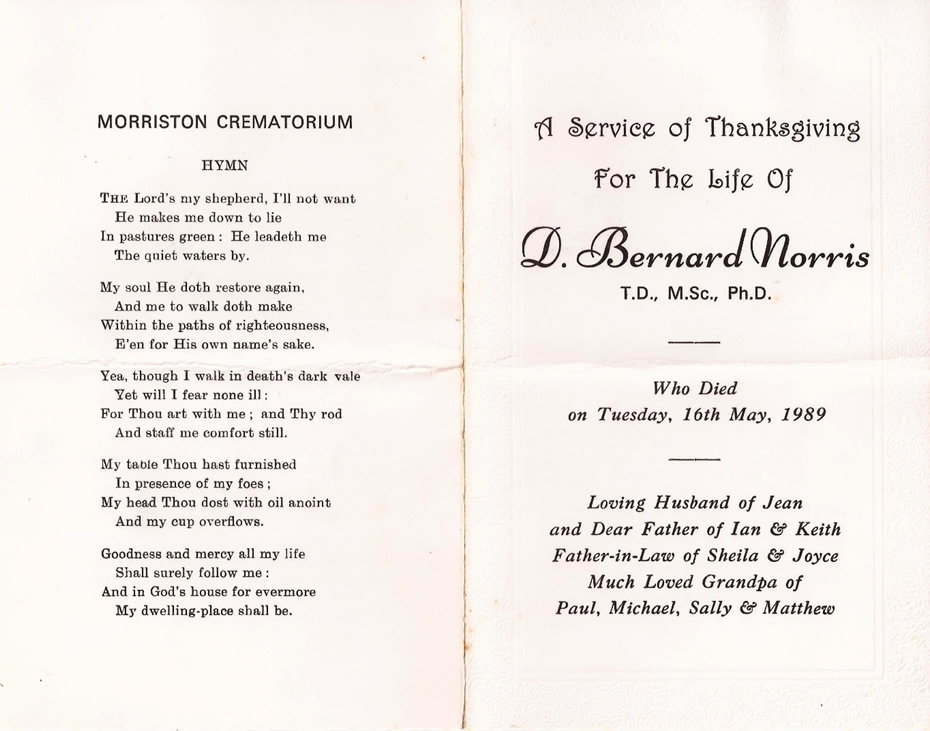 MORRISTON CREMATORIUM
HYMN
THE Lord's my shepherd, I'll not want
He makes me down to lie
In pastures green : He leadeth me
The quiet waters by.
My soul He doth restore again,
And me to walk doth make
Within the paths of righteousness,
E'en for His own name's sake.
Yea, though I walk in death's dark vale
Yet will I fear none ill :
For Thou art with me ; and Thy rod
And staff me comfort still.
My table Thou hast furnished
In presence of my foes ;
My head Thou dost with oil anoint
And my cup overflows.
Goodness and mercy all my life
Shall surely follow me :
And in God's house for evermore
My dwelling-place shall be.
A Service of Thanksgiving
For The Life Of
D. Bernard Norris
T.D., M.Sc., Ph.D.
Who Died
on Tuesday, 16th May, 1989
Loving Husband of Jean
and Dear Father of Ian & Keith
Father-in-Law of Sheila & Joyce
Much Loved Grandpa of
Paul, Michael, Sally & Matthew